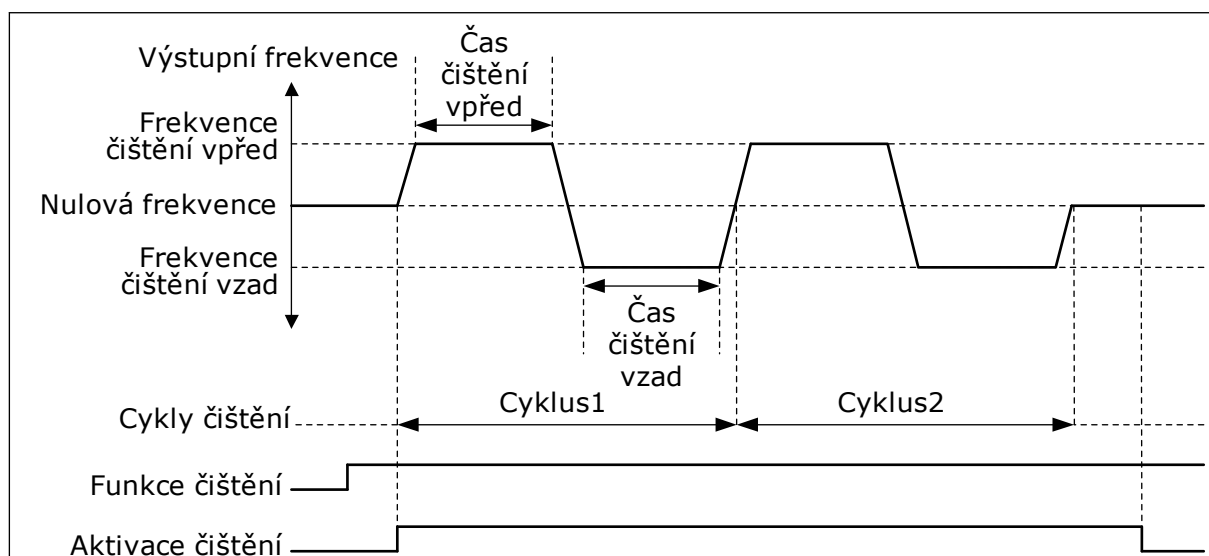 Výstupní frekvence
Čas
čištění
vpřed
Frekvence
čištění vpřed
Nulová frekvence
Frekvence
čištění vzad
Čas
čištění
vzad
Cykly čištění
Cyklus1
Cyklus2
Funkce čištění
Aktivace čištění